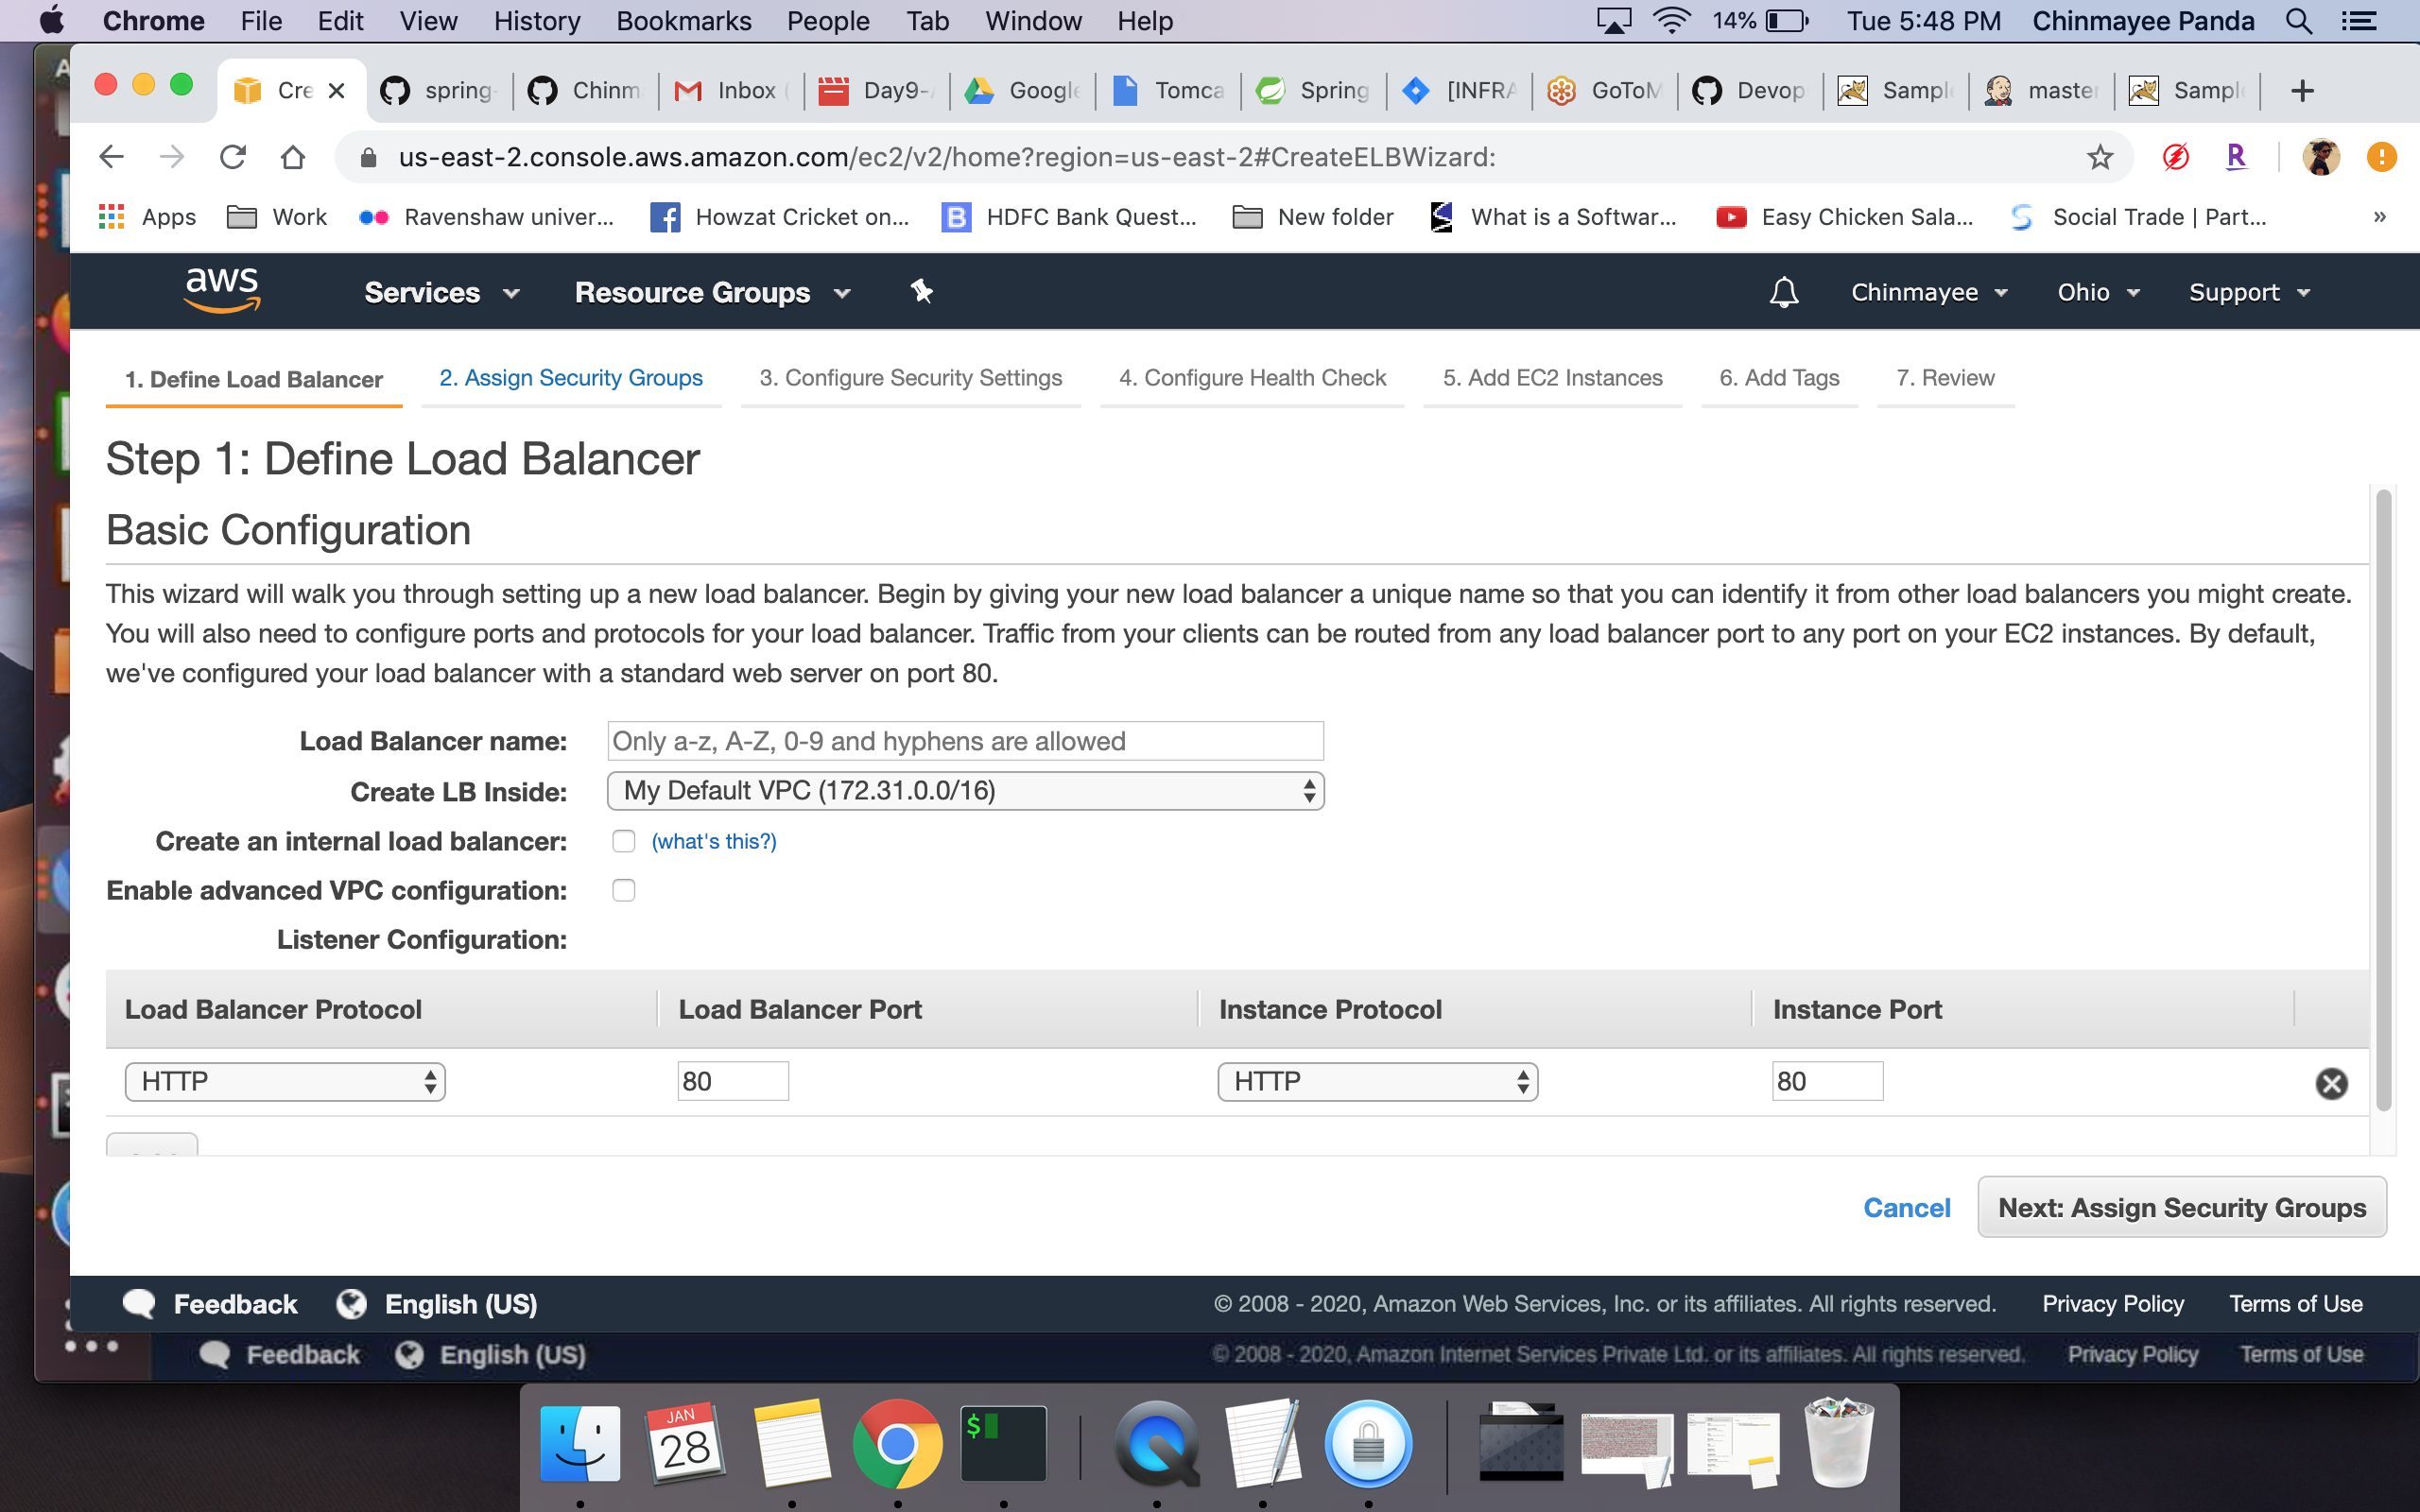 Chrome File Edit View History Bookmarks People Tab Window Help 14% Tue 5:48 PM Chinmayee Panda
Cre spring- Chinm Inbox Day9- Google Tomca Spring [INFRA GoToM Devop Sampl master Sampl
us-east-2.console.aws.amazon.com/ec2/v2/home?region=us-east-2#CreateELBWizard:
Apps Work Ravenshaw univer... Howzat Cricket on... HDFC Bank Quest... New folder What is a Softwar... Easy Chicken Sala... Social Trade | Part... »
aws Services Resource Groups Chinmayee Ohio Support
1. Define Load Balancer 2. Assign Security Groups 3. Configure Security Settings 4. Configure Health Check 5. Add EC2 Instances 6. Add Tags 7. Review
Step 1: Define Load Balancer
Basic Configuration
This wizard will walk you through setting up a new load balancer. Begin by giving your new load balancer a unique name so that you can identify it from other load balancers you might create.
You will also need to configure ports and protocols for your load balancer. Traffic from your clients can be routed from any load balancer port to any port on your EC2 instances. By default,
we've configured your load balancer with a standard web server on port 80.
Load Balancer name: Only a-z, A-Z, 0-9 and hyphens are allowed
Create LB Inside: My Default VPC (172.31.0.0/16)
Create an internal load balancer: (what's this?)
Enable advanced VPC configuration:
Listener Configuration:
Load Balancer Protocol Load Balancer Port Instance Protocol Instance Port
HTTP 80 HTTP 80
Cancel Next: Assign Security Groups
Feedback English (US) © 2008 - 2020, Amazon Web Services, Inc. or its affiliates. All rights reserved. Privacy Policy Terms of Use
Feedback English (US) © 2008 - 2020, Amazon Internet Services Private Ltd. or its affiliates. All rights reserved. Privacy Policy Terms of Use
JAN
28
$